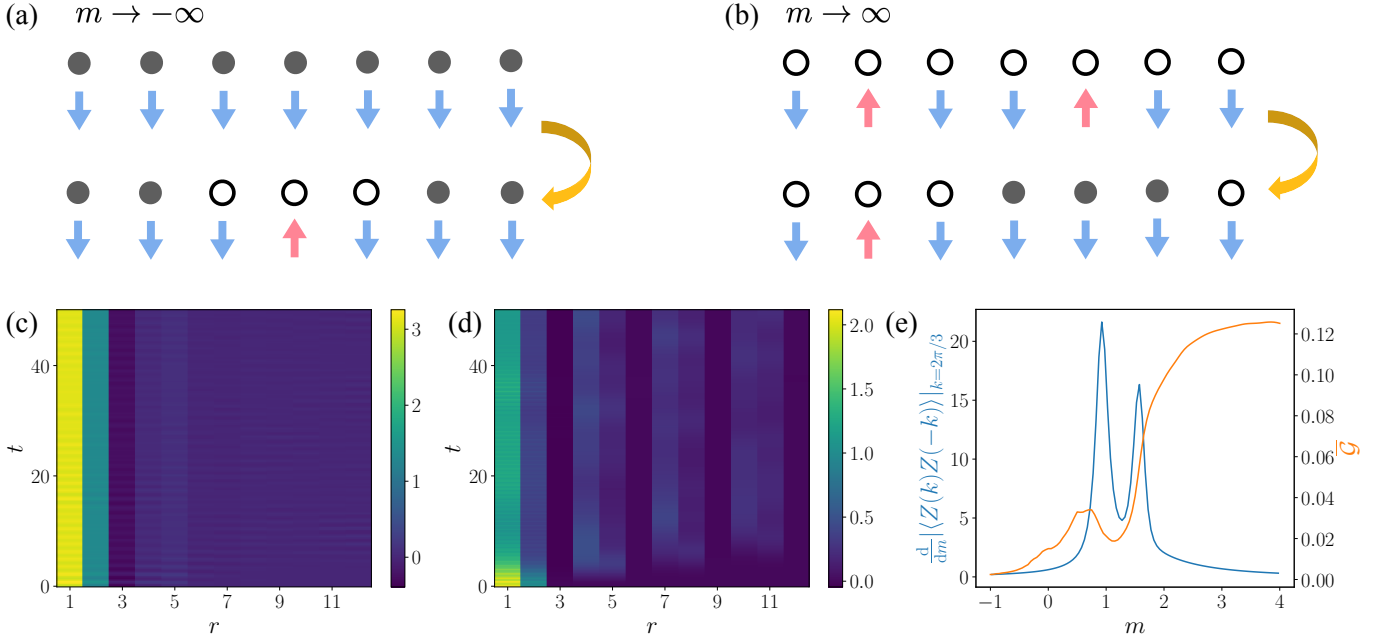 (a) m → −∞
(b) m → ∞
(c)
3
2
1
0
40
20
0
t
1 3 5 7 9 11
r
(d)
2.0
1.5
1.0
0.5
0.0
40
20
0
t
1 3 5 7 9 11
r
(e)
20
15
10
5
0
d/dm |⟨Z(k)Z(−k)⟩|_{k=2π/3}
0.12
0.10
0.08
0.06
0.04
0.02
0.00
−1 0 1 2 3 4
m